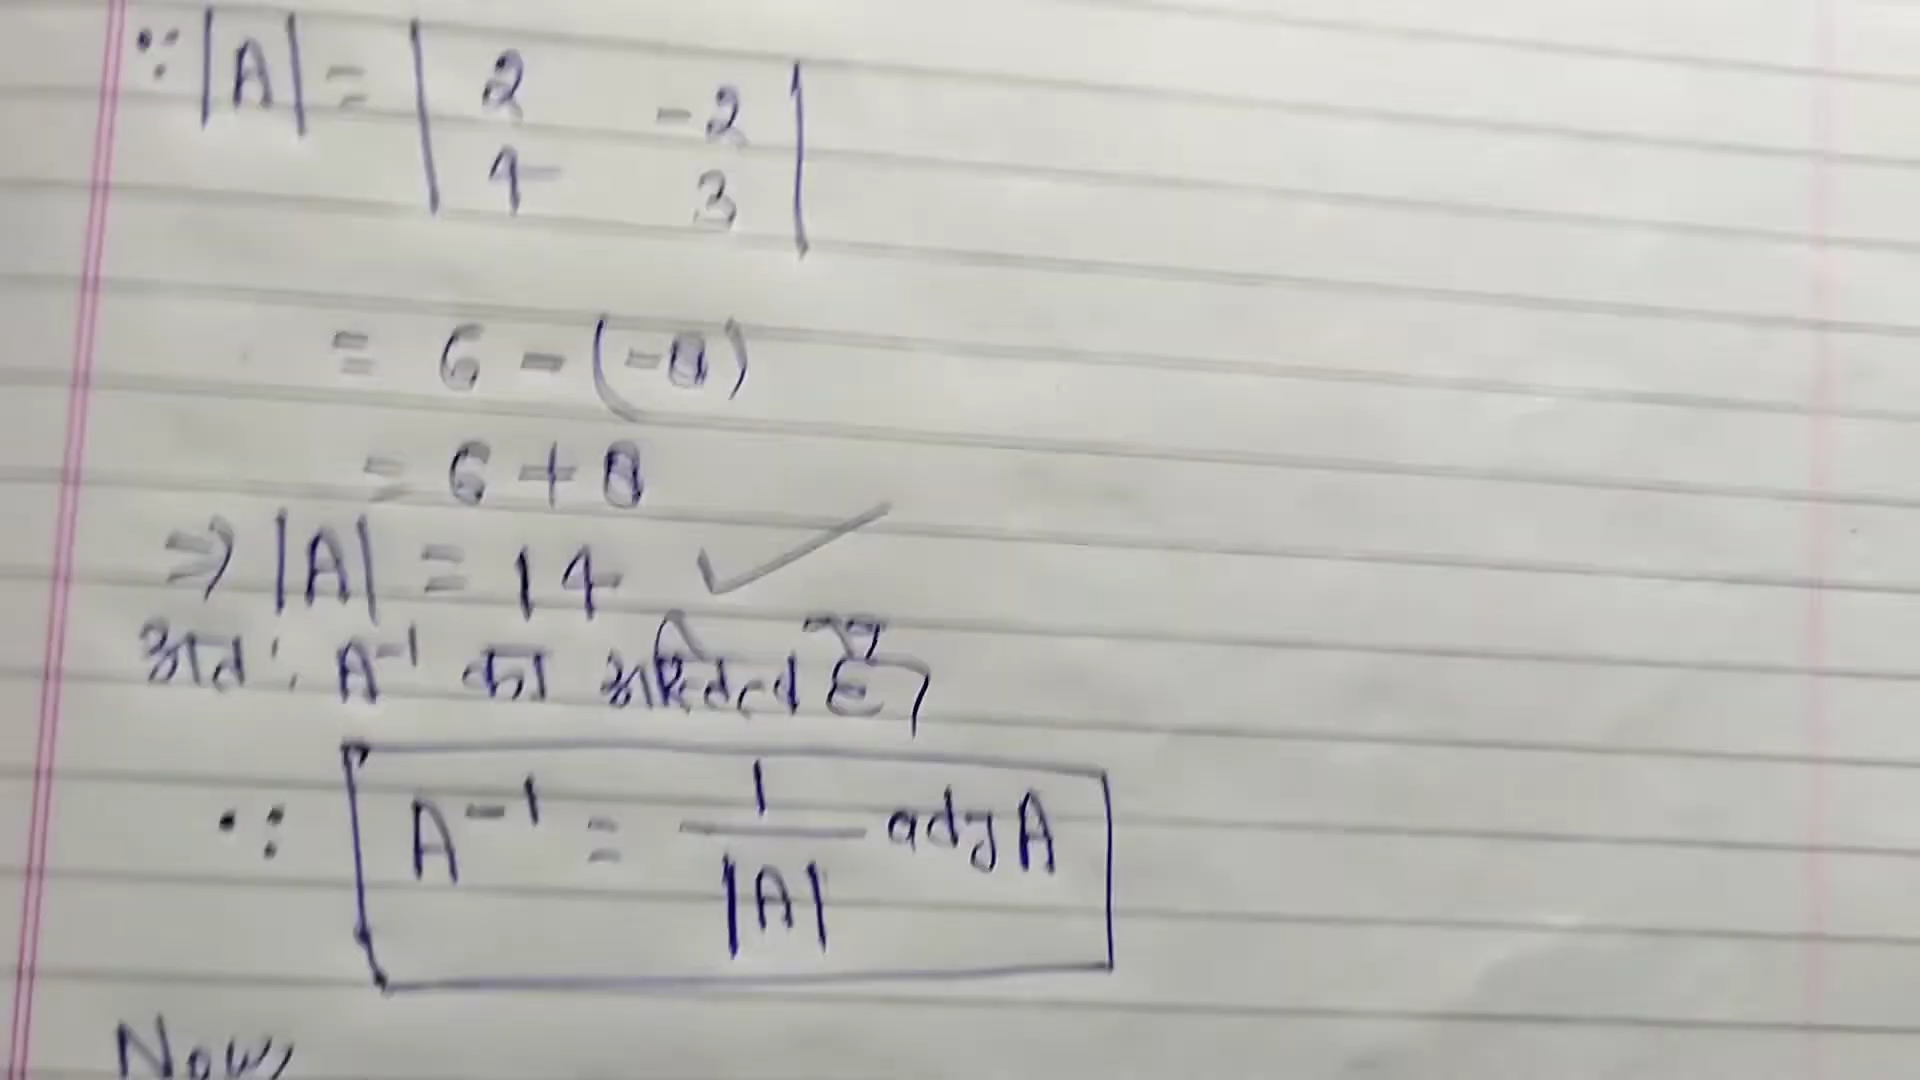 ∵ |A| = | 2 -2 |
| 4 3 |
= 6 - (-8)
= 6 + 8
⇒ |A| = 14 ✓
अतः A⁻¹ का अस्तित्व है,
∵ A⁻¹ = 1/|A| adj A
Now,